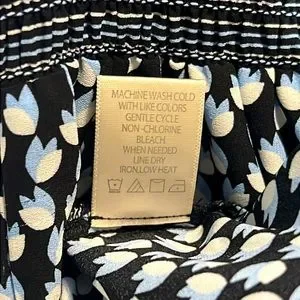 MACHINE WASH COLD
WITH LIKE COLORS
GENTLE CYCLE
NON-CHLORINE
BLEACH
WHEN NEEDED
LINE DRY
IRON.LOW HEAT